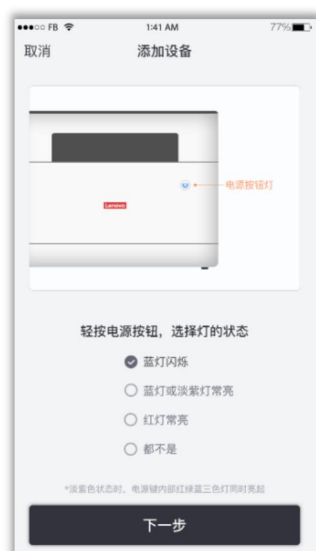 FB 1:41 AM 77%
取消 添加设备
电源按钮灯
Lenovo
轻按电源按钮，选择灯的状态
蓝灯闪烁
蓝灯或淡紫灯常亮
红灯常亮
都不是
*淡紫色状态时，电源键内部红绿蓝三色灯同时亮起
下一步